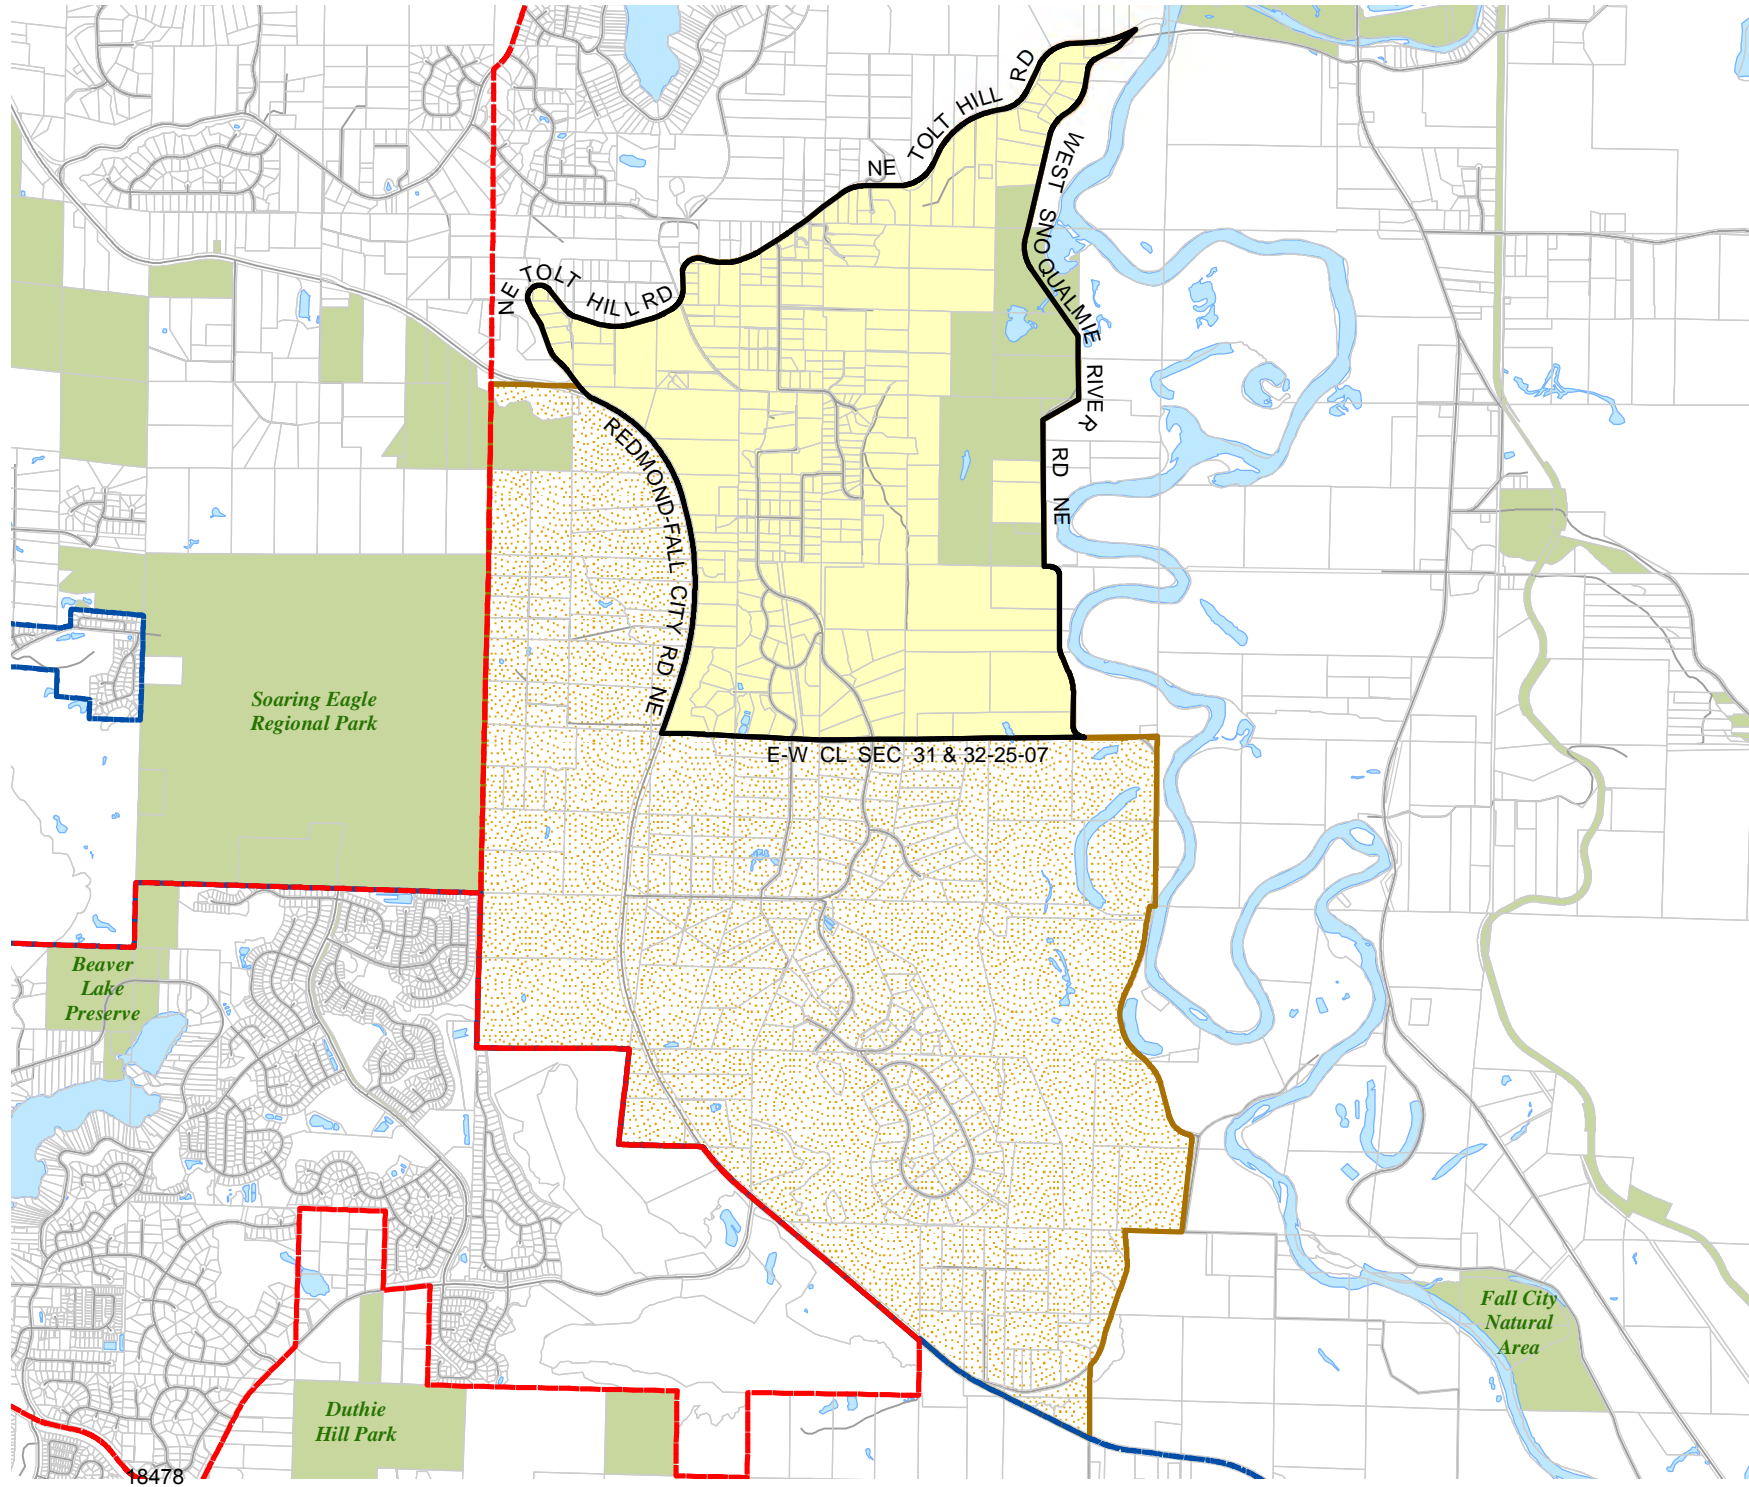 NE TOLT HILL RD
WEST SNOQUALMIE RIVER RD NE
NE TOLT HILL RD
REDMOND-FALL CITY RD NE
Soaring Eagle
Regional Park
E-W CL SEC 31 & 32-25-07
Beaver
Lake
Preserve
Fall City
Natural
Area
Duthie
Hill Park
18478